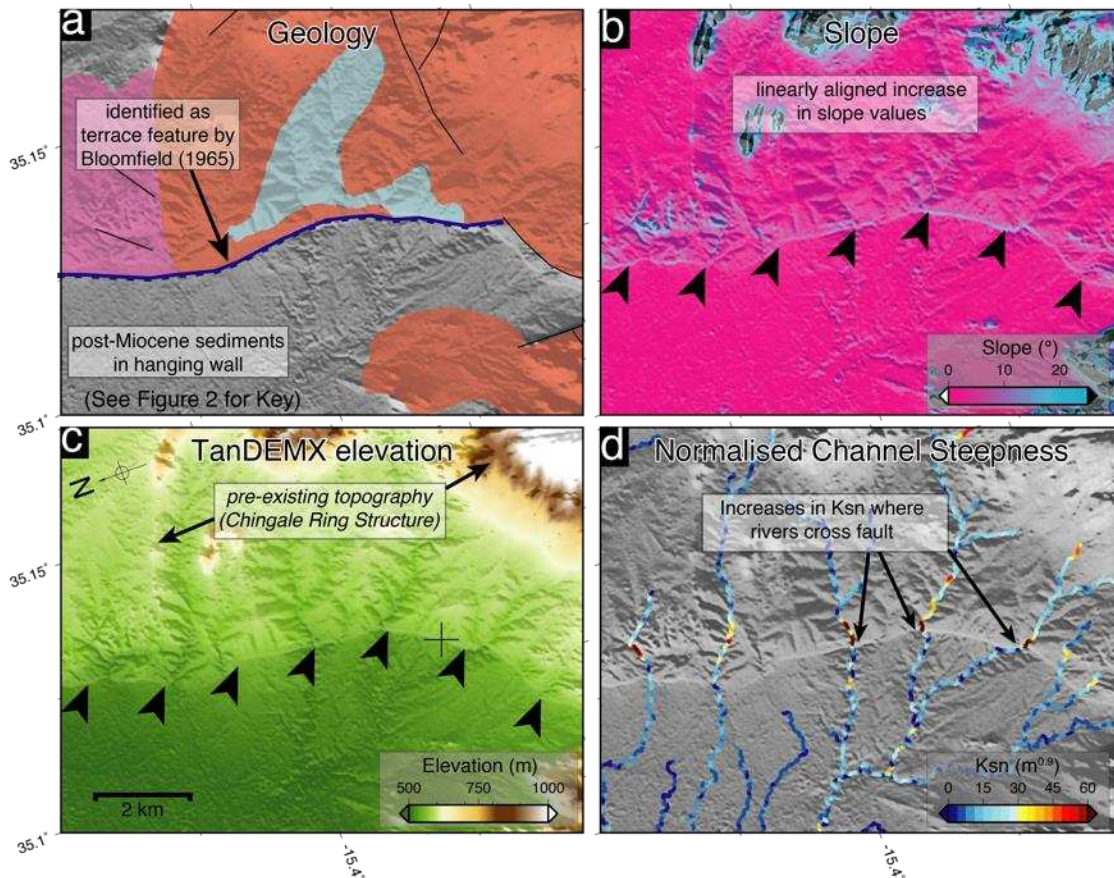 a
Geology
identified as
terrace feature by
Bloomfield (1965)
35.15°
post-Miocene sediments
in hanging wall
(See Figure 2 for Key)
35.1°
b
Slope
linearly aligned increase
in slope values
Slope (°)
0 10 20
c
TanDEMX elevation
N
pre-existing topography
(Chingale Ring Structure)
35.15°
Elevation (m)
500 750 1000
2 km
35.1°
-15.4°
d
Normalised Channel Steepness
Increases in Ksn where
rivers cross fault
Ksn (m0.9)
0 15 30 45 60
-15.4°